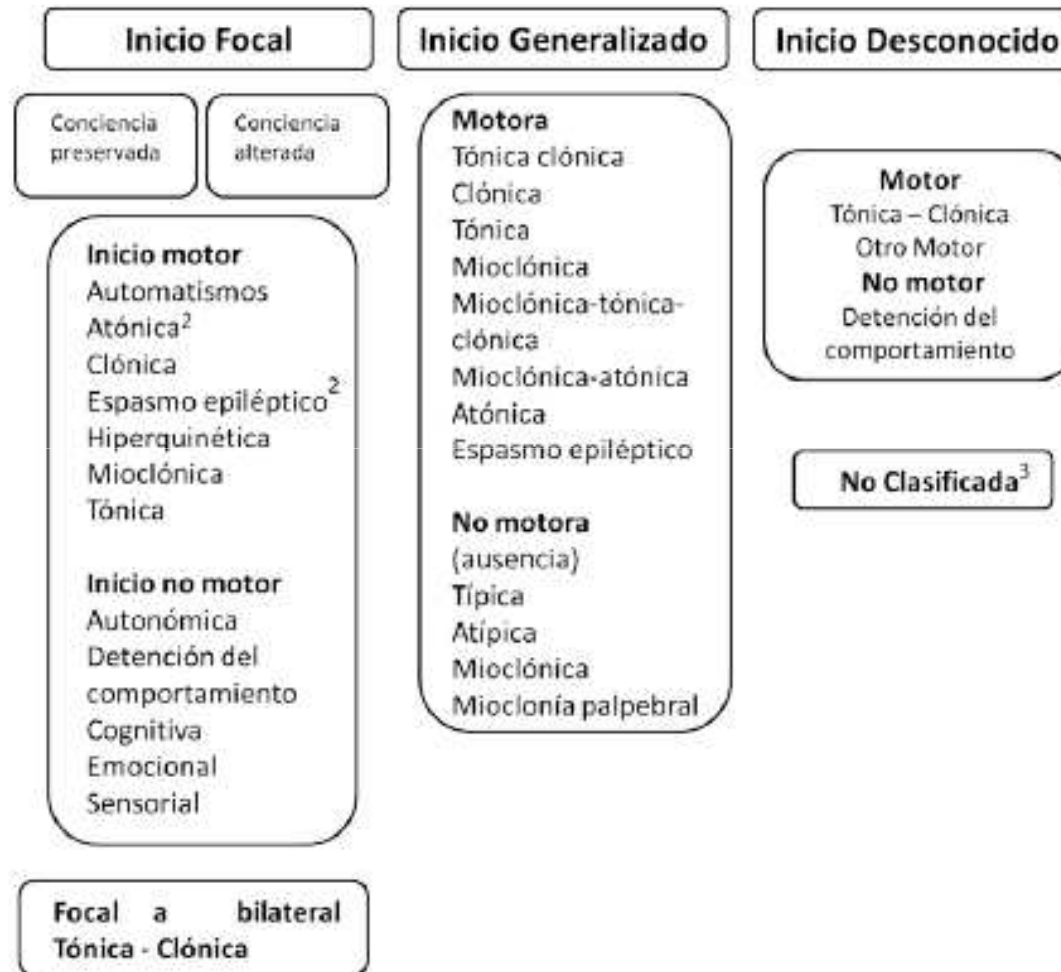 Inicio Focal
Inicio Generalizado
Inicio Desconocido
Conciencia
preservada
Conciencia
alterada
Inicio motor
Automatismos
Atónica²
Clónica
Espasmo epiléptico²
Hiperquinética
Mioclónica
Tónica
Inicio no motor
Autonómica
Detención del
comportamiento
Cognitiva
Emocional
Sensorial
Focal a bilateral
Tónica - Clónica
Motora
Tónica clónica
Clónica
Tónica
Mioclónica
Mioclónica-tónica-
clónica
Mioclónica-atónica
Atónica
Espasmo epiléptico
No motora
(ausencia)
Típica
Atípica
Mioclónica
Mioclonía palpebral
Motor
Tónica – Clónica
Otro Motor
No motor
Detención del
comportamiento
No Clasificada³